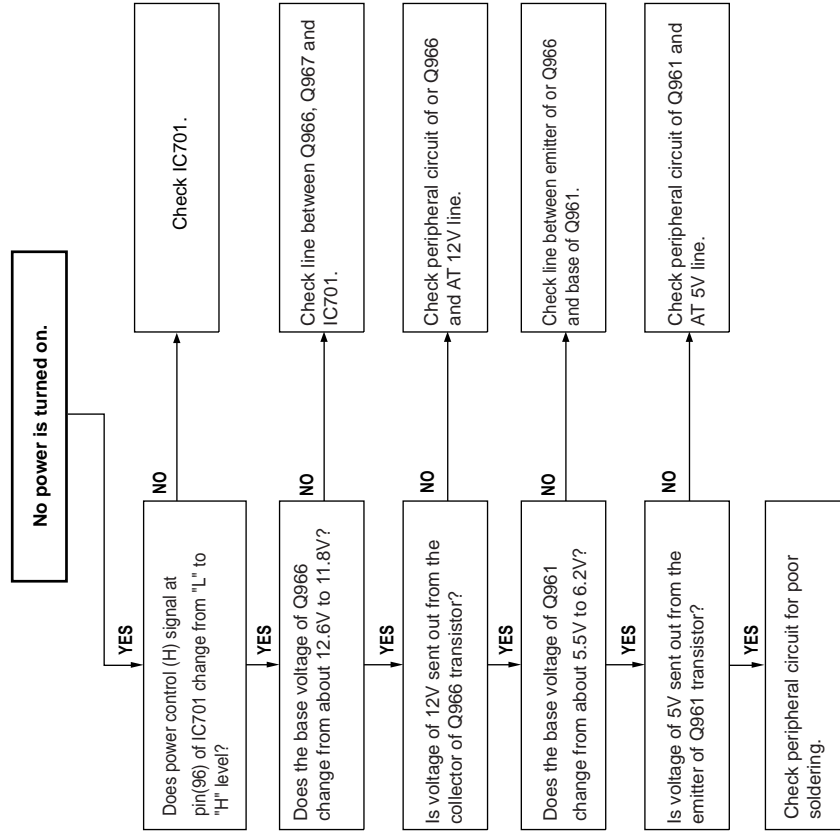 No power is turned on.
YES
Does power control (H) signal at
pin(96) of IC701 change from "L" to
"H" level?
NO
Check IC701.
YES
Does the base voltage of Q966
change from about 12.6V to 11.8V?
NO
Check line between Q966, Q967 and
IC701.
YES
Is voltage of 12V sent out from the
collector of Q966 transistor?
NO
Check peripheral circuit of or Q966
and AT 12V line.
YES
Does the base voltage of Q961
change from about 5.5V to 6.2V?
NO
Check line between emitter of or Q966
and base of Q961.
YES
Is voltage of 5V sent out from the
emitter of Q961 transistor?
NO
Check peripheral circuit of Q961 and
AT 5V line.
YES
Check peripheral circuit for poor
soldering.